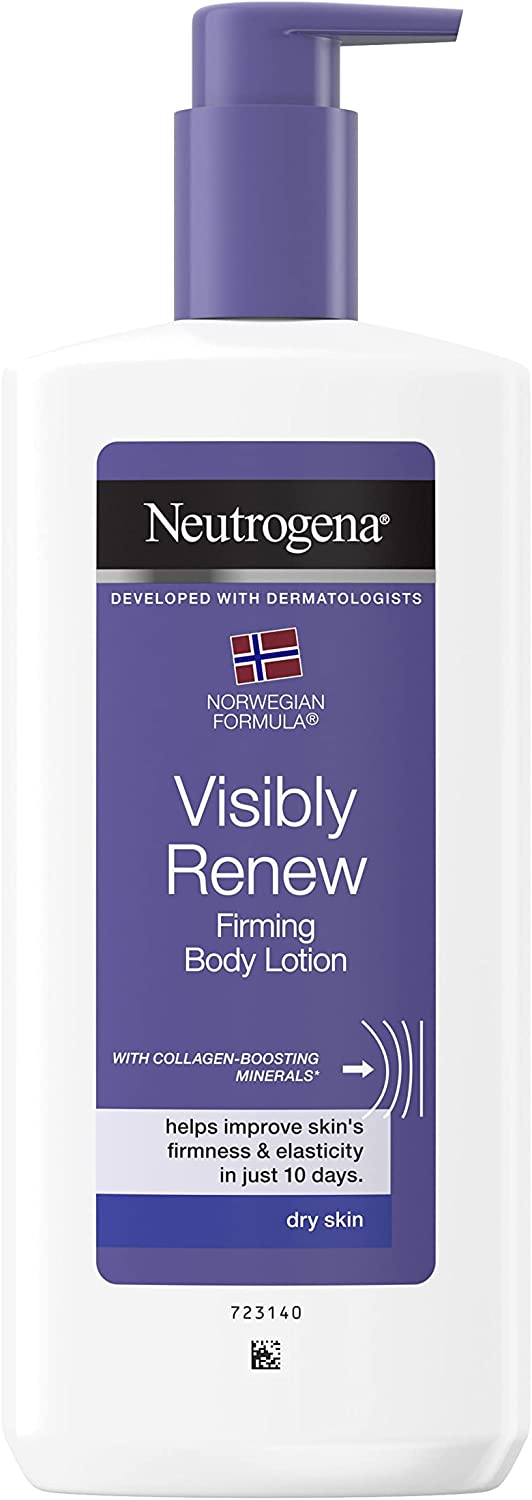 Neutrogena®
DEVELOPED WITH DERMATOLOGISTS
NORWEGIAN
FORMULA®
Visibly
Renew
Firming
Body Lotion
WITH COLLAGEN-BOOSTING
MINERALS*
helps improve skin's
firmness & elasticity
in just 10 days.
dry skin
723140